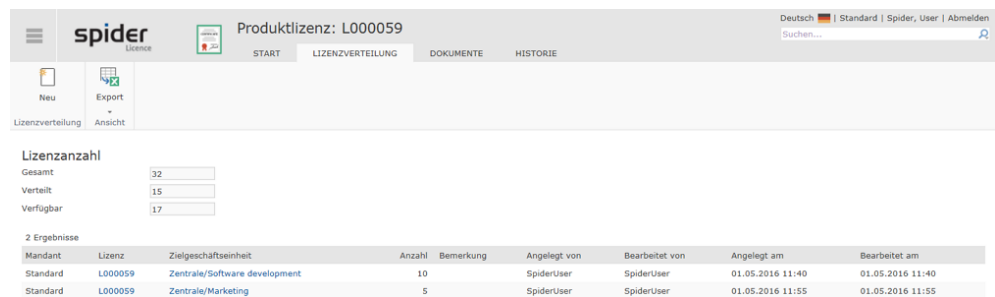 Deutsch | Standard | Spider, User | Abmelden
spider
Licence
Produktlizenz: L000059
Suchen...
START LIZENZVERTEILUNG DOKUMENTE HISTORIE
Neu Export
Lizenzverteilung Ansicht
Lizenzanzahl
Gesamt 32
Verteilt 15
Verfügbar 17
2 Ergebnisse
Mandant Lizenz Zielgeschäftseinheit Anzahl Bemerkung Angelegt von Bearbeitet von Angelegt am Bearbeitet am
Standard L000059 Zentrale/Software development 10 SpiderUser SpiderUser 01.05.2016 11:40 01.05.2016 11:40
Standard L000059 Zentrale/Marketing 5 SpiderUser SpiderUser 01.05.2016 11:55 01.05.2016 11:55